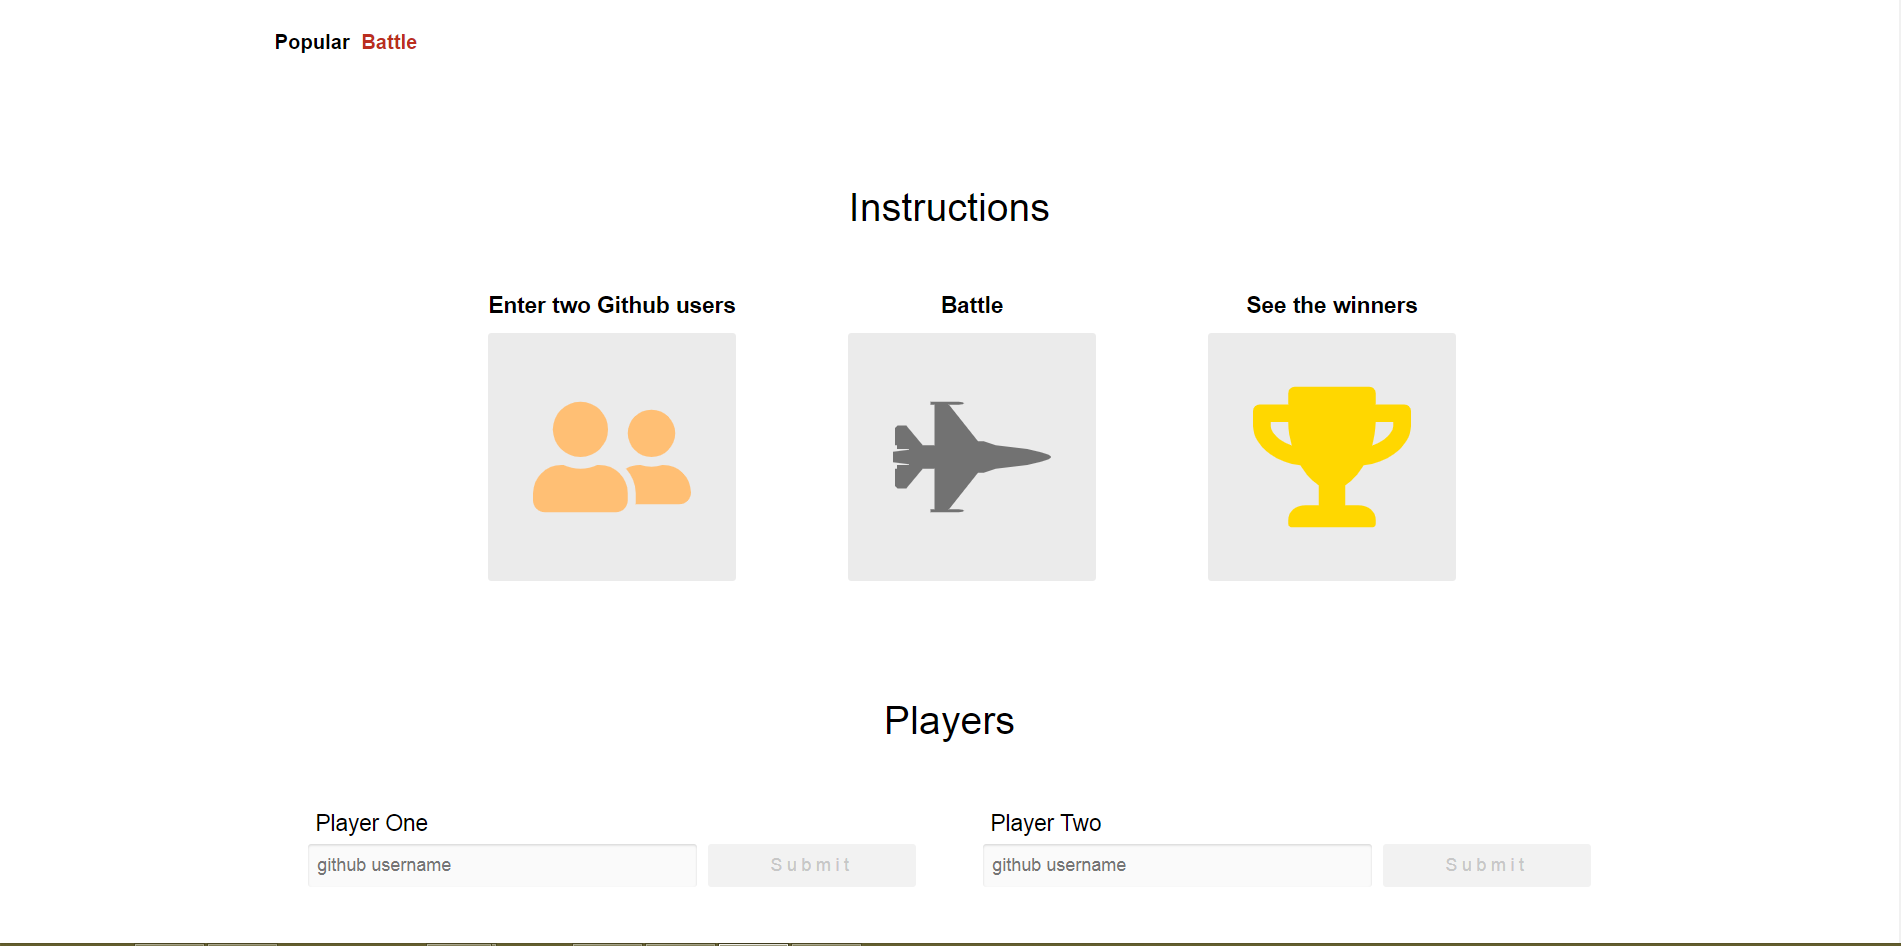 Popular Battle
Instructions
Enter two Github users
Battle
See the winners
Players
Player One
github username
Submit
Player Two
github username
Submit